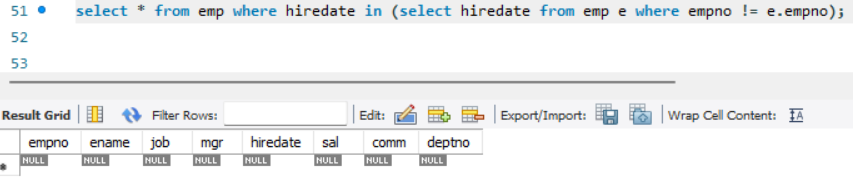 51 select * from emp where hiredate in (select hiredate from emp e where empno != e.empno);
52
53
Result Grid Filter Rows: Edit: Export/Import: Wrap Cell Content: IA
empno ename job mgr hiredate sal comm deptno
* NULL NULL NULL NULL NULL NULL NULL NULL